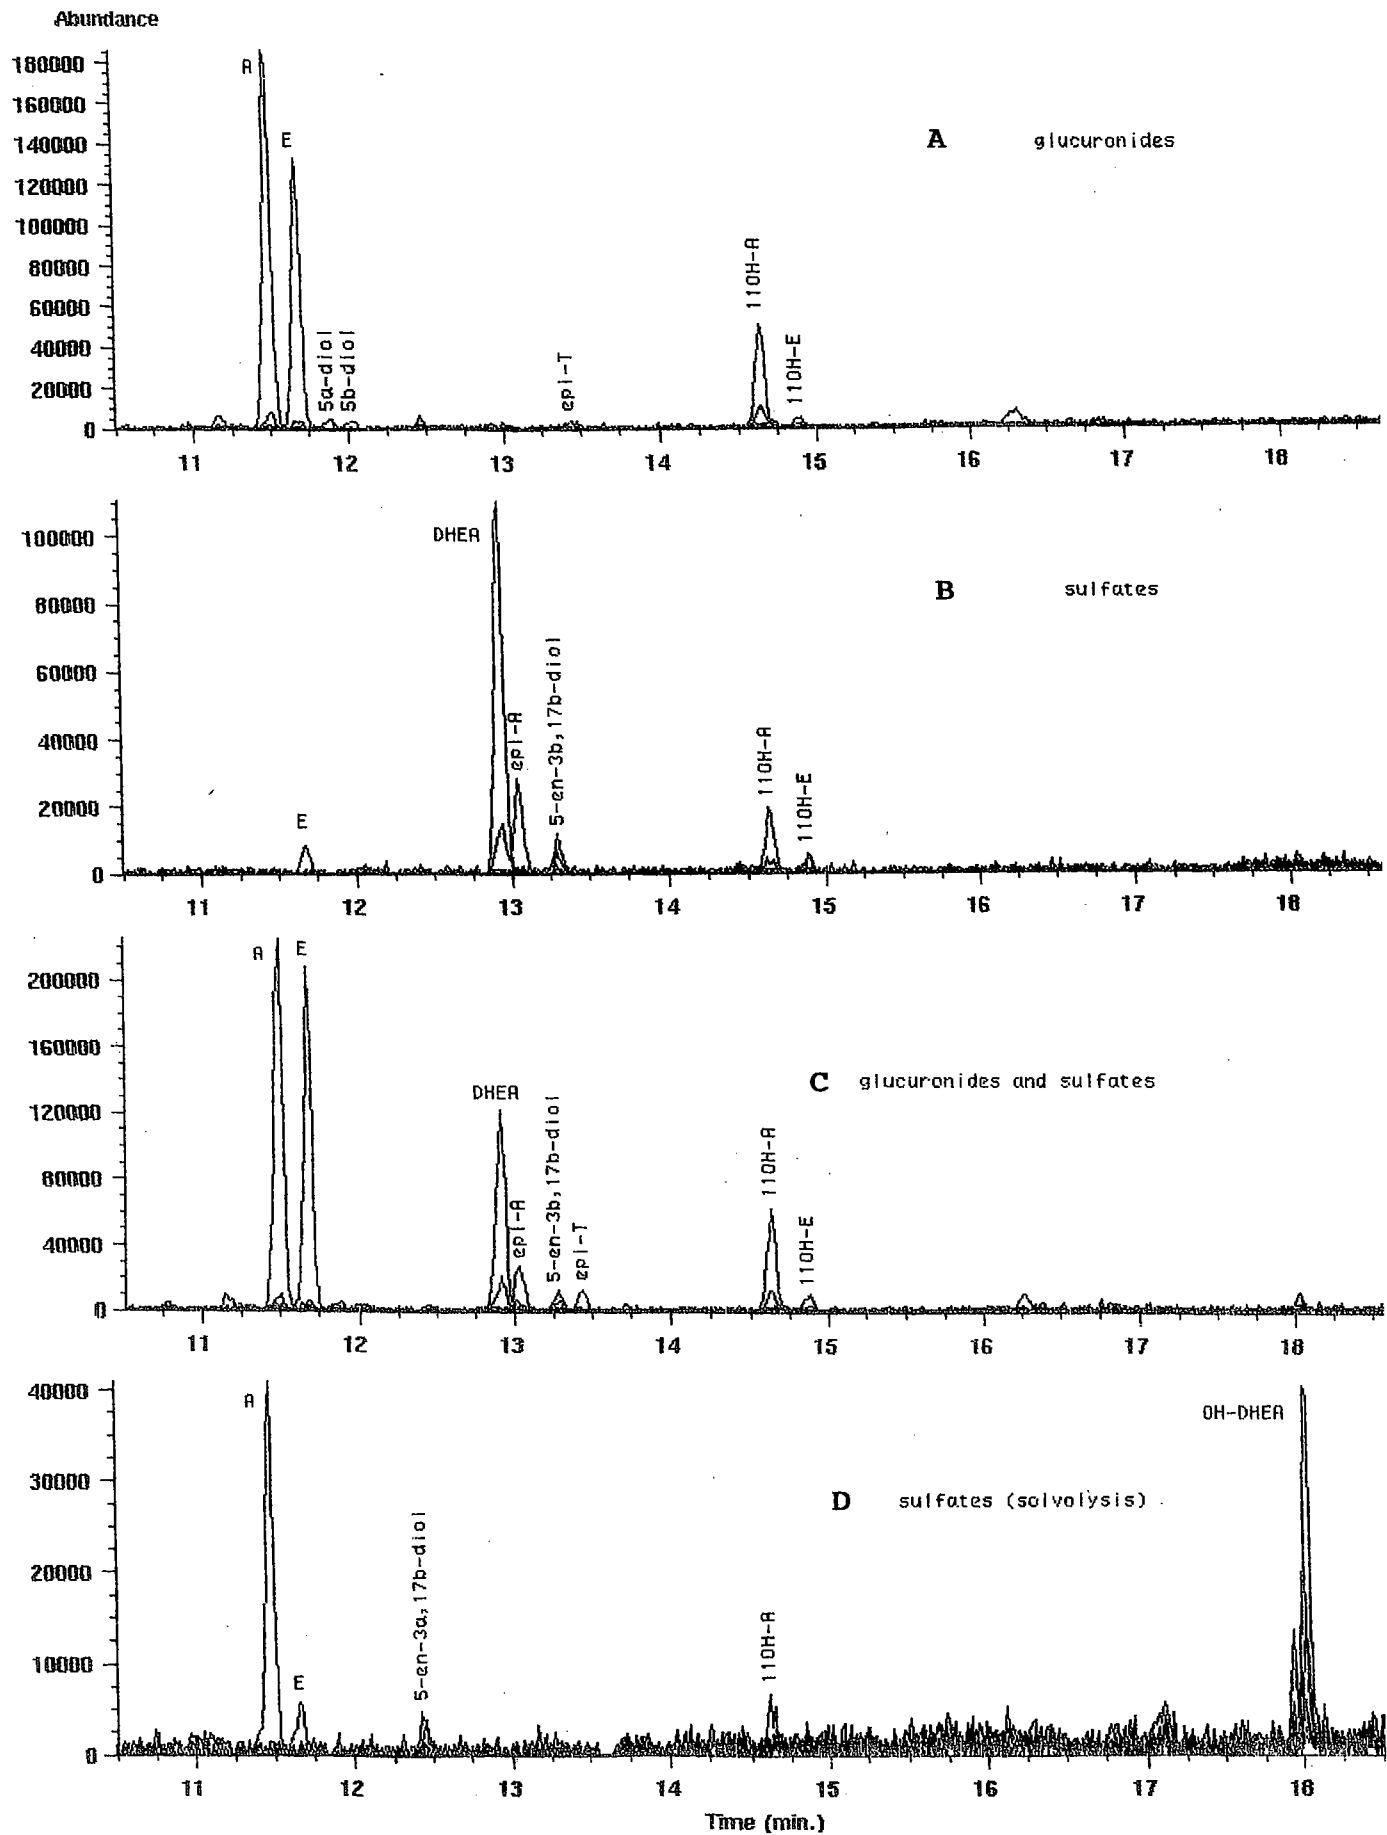 Abundance
180000
160000
140000
120000
100000
80000
60000
40000
20000
0
A
E
5a-diol
5b-diol
epi-T
11OH-A
11OH-E
A glucuronides
11 12 13 14 15 16 17 18
100000
80000
60000
40000
20000
0
E
DHEA
epi-A
5-en-3b,17b-diol
11OH-A
11OH-E
B sulfates
11 12 13 14 15 16 17 18
200000
160000
120000
80000
40000
0
A
E
DHEA
epi-A
5-en-3b,17b-diol
epi-T
11OH-A
11OH-E
C glucuronides and sulfates
11 12 13 14 15 16 17 18
40000
30000
20000
10000
0
A
E
5-en-3a,17b-diol
11OH-A
OH-DHEA
D sulfates (solvolysis)
11 12 13 14 15 16 17 18
Time (min.)